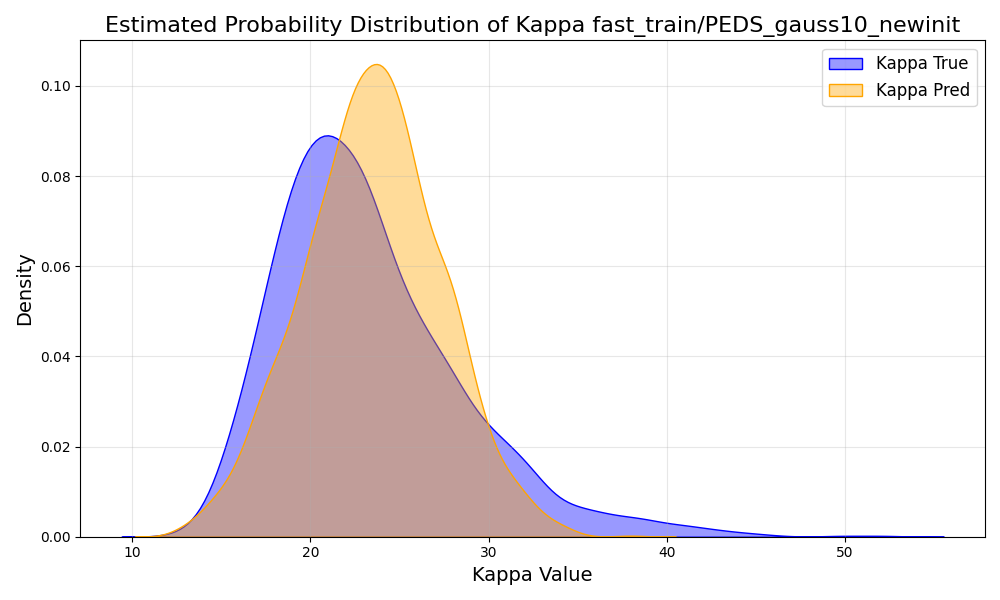 Estimated Probability Distribution of Kappa fast_train/PEDS_gauss10_newinit
Kappa True
Kappa Pred
Density
0.10
0.08
0.06
0.04
0.02
0.00
10 20 30 40 50
Kappa Value